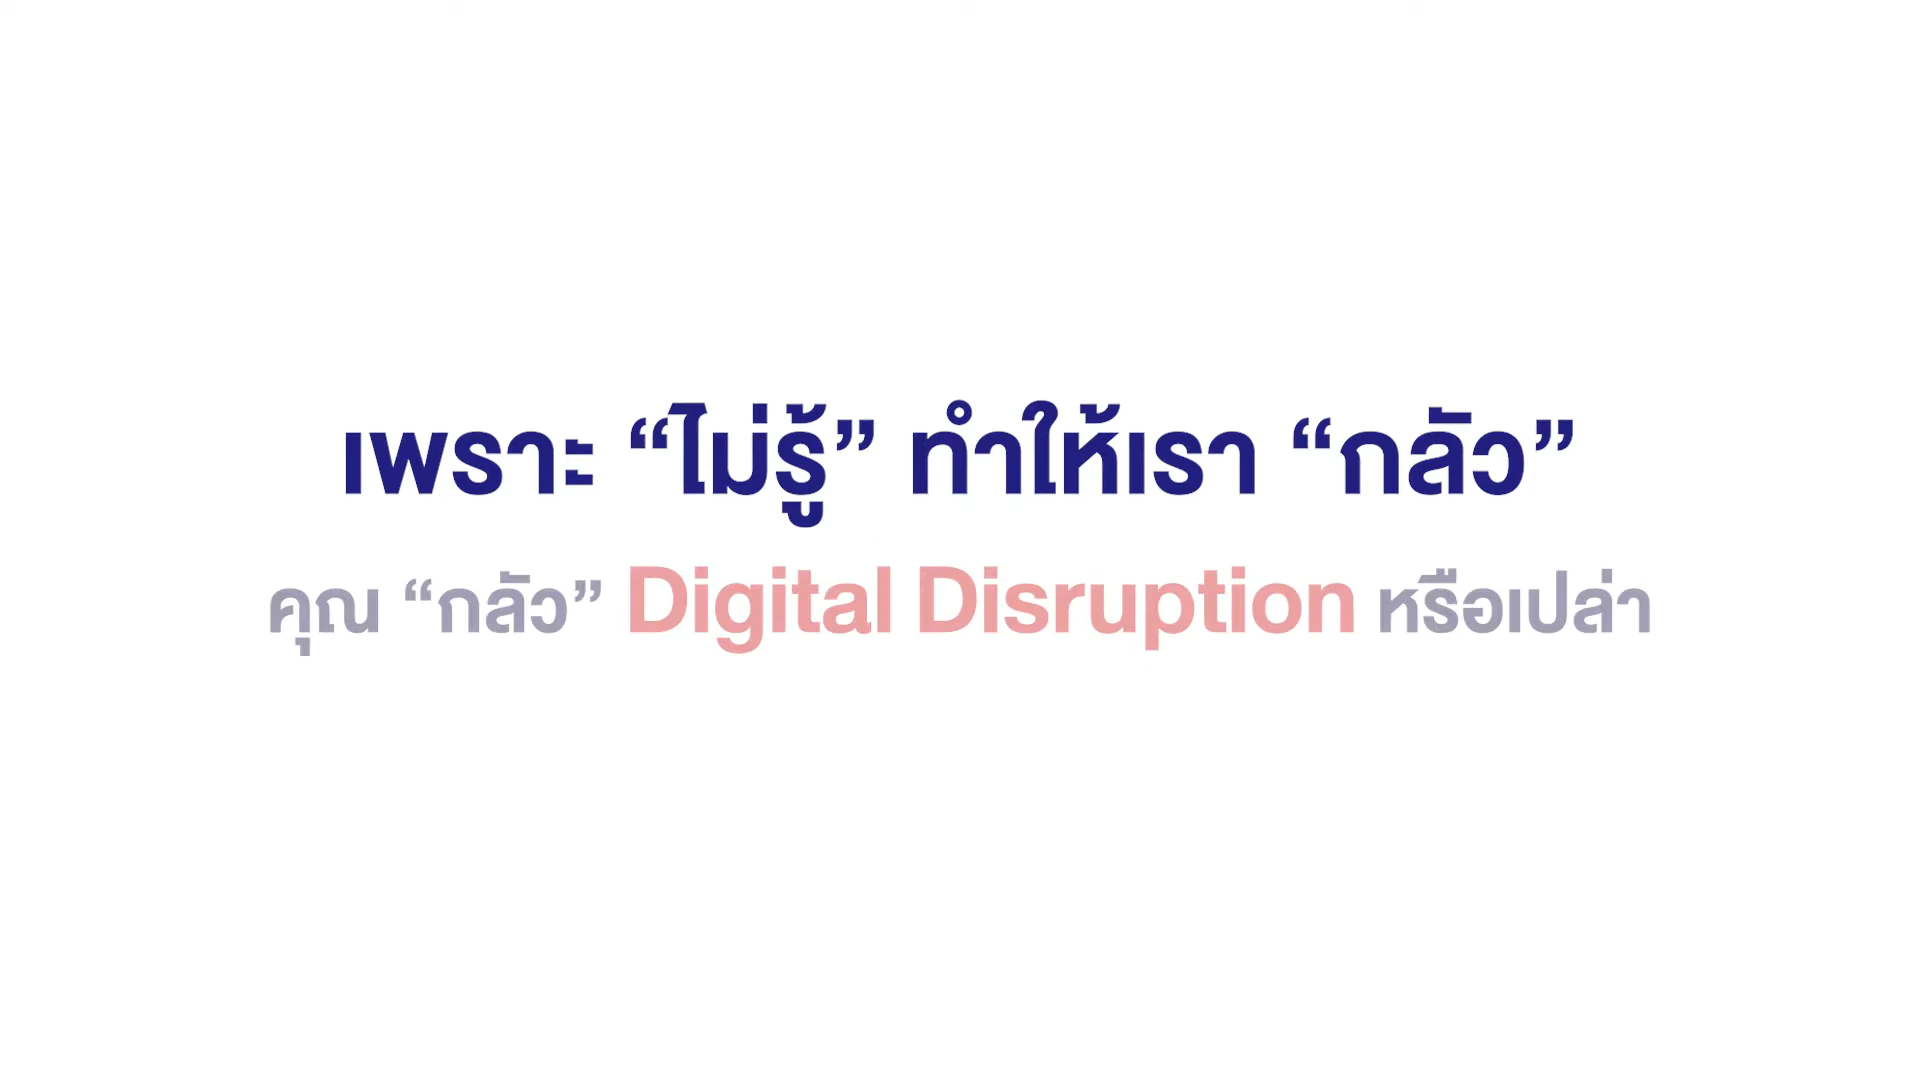 เพราะ “ไม่รู้” ทำให้เรา “กลัว”
คุณ “กลัว” Digital Disruption หรือเปล่า